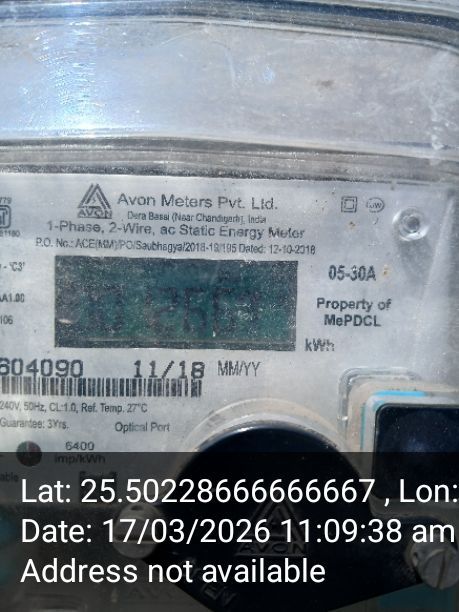 Avon Meters Pvt. Ltd.
AVON
Dera Bassi (Near Chandigarh), India
1-Phase, 2-Wire, ac Static Energy Meter
P.O. No.: ACE(MM)/PO/Saubhagya/2018-19/195 Dated: 12-10-2018
05-30A
Property of
MePDCL
kWh
604090 11/18 MM/YY
240V, 50Hz, CL:1.0, Ref. Temp. 27°C
Guarantee: 3Yrs. Optical Port
6400
imp/kWh
AVON
Lat: 25.50228666666667 , Lon:
Date: 17/03/2026 11:09:38 am
Address not available